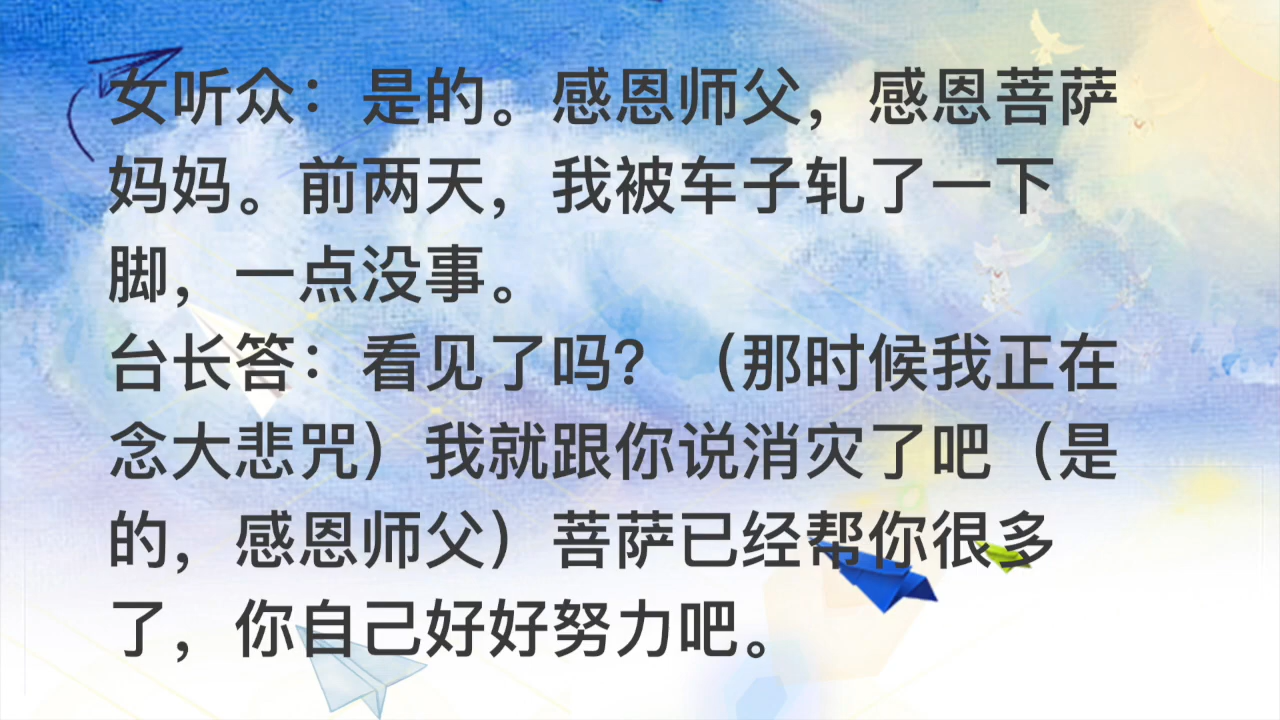 女听众：是的。感恩师父，感恩菩萨
妈妈。前两天，我被车子轧了一下
脚，一点没事。
台长答：看见了吗？（那时候我正在
念大悲咒）我就跟你说消灾了吧（是
的，感恩师父）菩萨已经帮你很多
了，你自己好好努力吧。